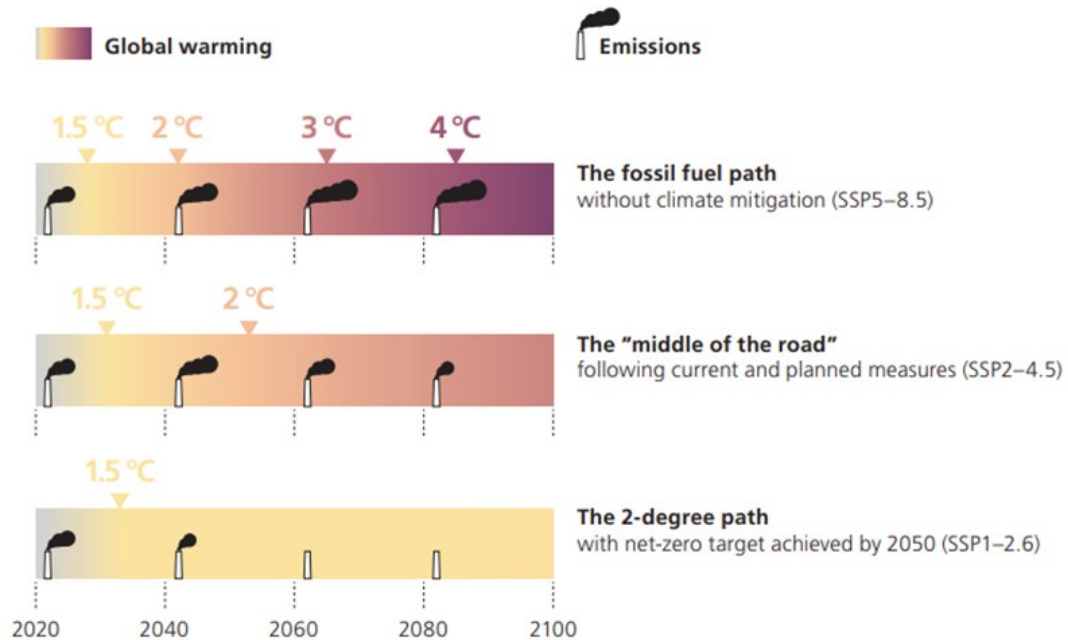 Global warming
Emissions
1.5 °C 2 °C 3 °C 4 °C
The fossil fuel path
without climate mitigation (SSP5–8.5)
1.5 °C 2 °C
The “middle of the road”
following current and planned measures (SSP2–4.5)
1.5 °C
The 2-degree path
with net-zero target achieved by 2050 (SSP1–2.6)
2020 2040 2060 2080 2100